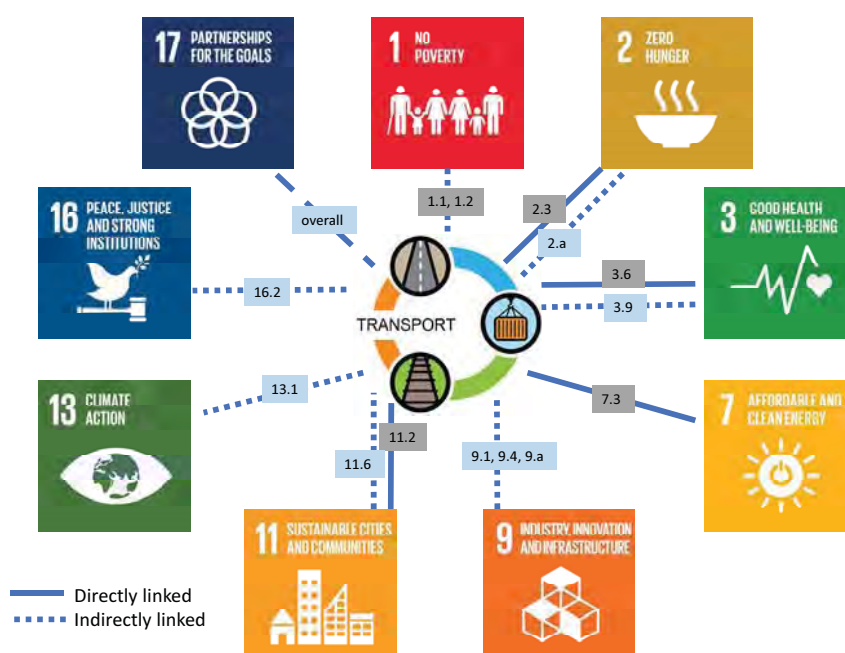 17 PARTNERSHIPS
FOR THE GOALS
1 NO
POVERTY
2 ZERO
HUNGER
1.1, 1.2
2.3
overall
2.a
16 PEACE, JUSTICE
AND STRONG
INSTITUTIONS
3 GOOD HEALTH
AND WELL-BEING
3.6
16.2
3.9
TRANSPORT
13 CLIMATE
ACTION
13.1
7.3
7 AFFORDABLE AND
CLEAN ENERGY
11.2
11.6
9.1, 9.4, 9.a
11 SUSTAINABLE CITIES
AND COMMUNITIES
9 INDUSTRY, INNOVATION
AND INFRASTRUCTURE
Directly linked
Indirectly linked